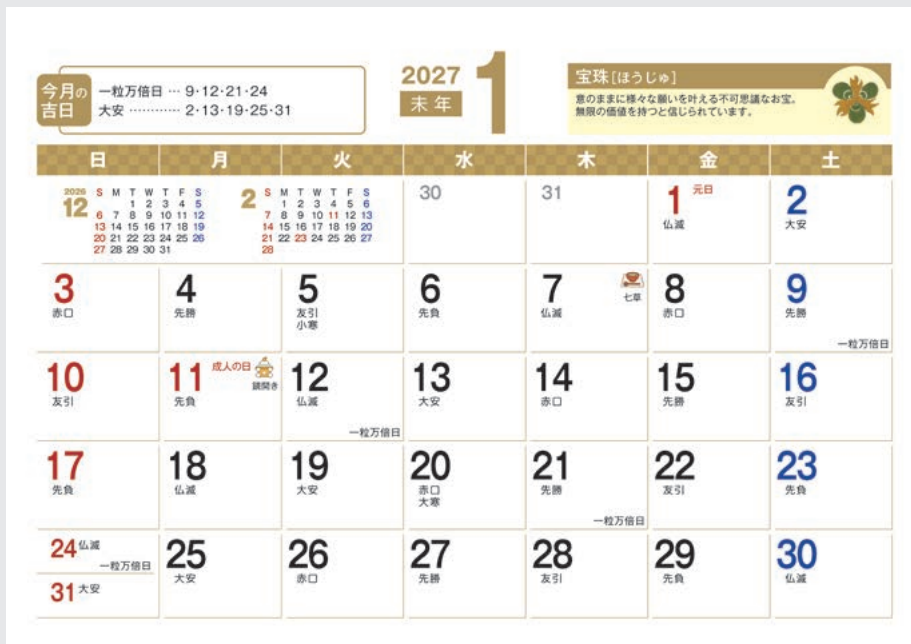 今月の
吉日
一粒万倍日 … 9・12・21・24
大安 ………… 2・13・19・25・31
2027
未年
1
宝珠[ほうじゅ]
意のままに様々な願いを叶える不可思議なお宝。
無限の価値を持つと信じられています。
日 月 火 水 木 金 土
2026
12
S M T W T F S
1 2 3 4 5
6 7 8 9 10 11 12
13 14 15 16 17 18 19
20 21 22 23 24 25 26
27 28 29 30 31
2
S M T W T F S
1 2 3 4 5 6
7 8 9 10 11 12 13
14 15 16 17 18 19 20
21 22 23 24 25 26 27
28
30
31
1 元日
仏滅
2
大安
3
赤口
4
先勝
5
友引
小寒
6
先負
7
仏滅
七草
8
赤口
9
先勝
一粒万倍日
10
友引
11 成人の日
先負
鏡開き
12
仏滅
一粒万倍日
13
大安
14
赤口
15
先勝
16
友引
17
先負
18
仏滅
19
大安
20
赤口
大寒
21
先勝
一粒万倍日
22
友引
23
先負
24 仏滅
一粒万倍日
31 大安
25
大安
26
赤口
27
先勝
28
友引
29
先負
30
仏滅